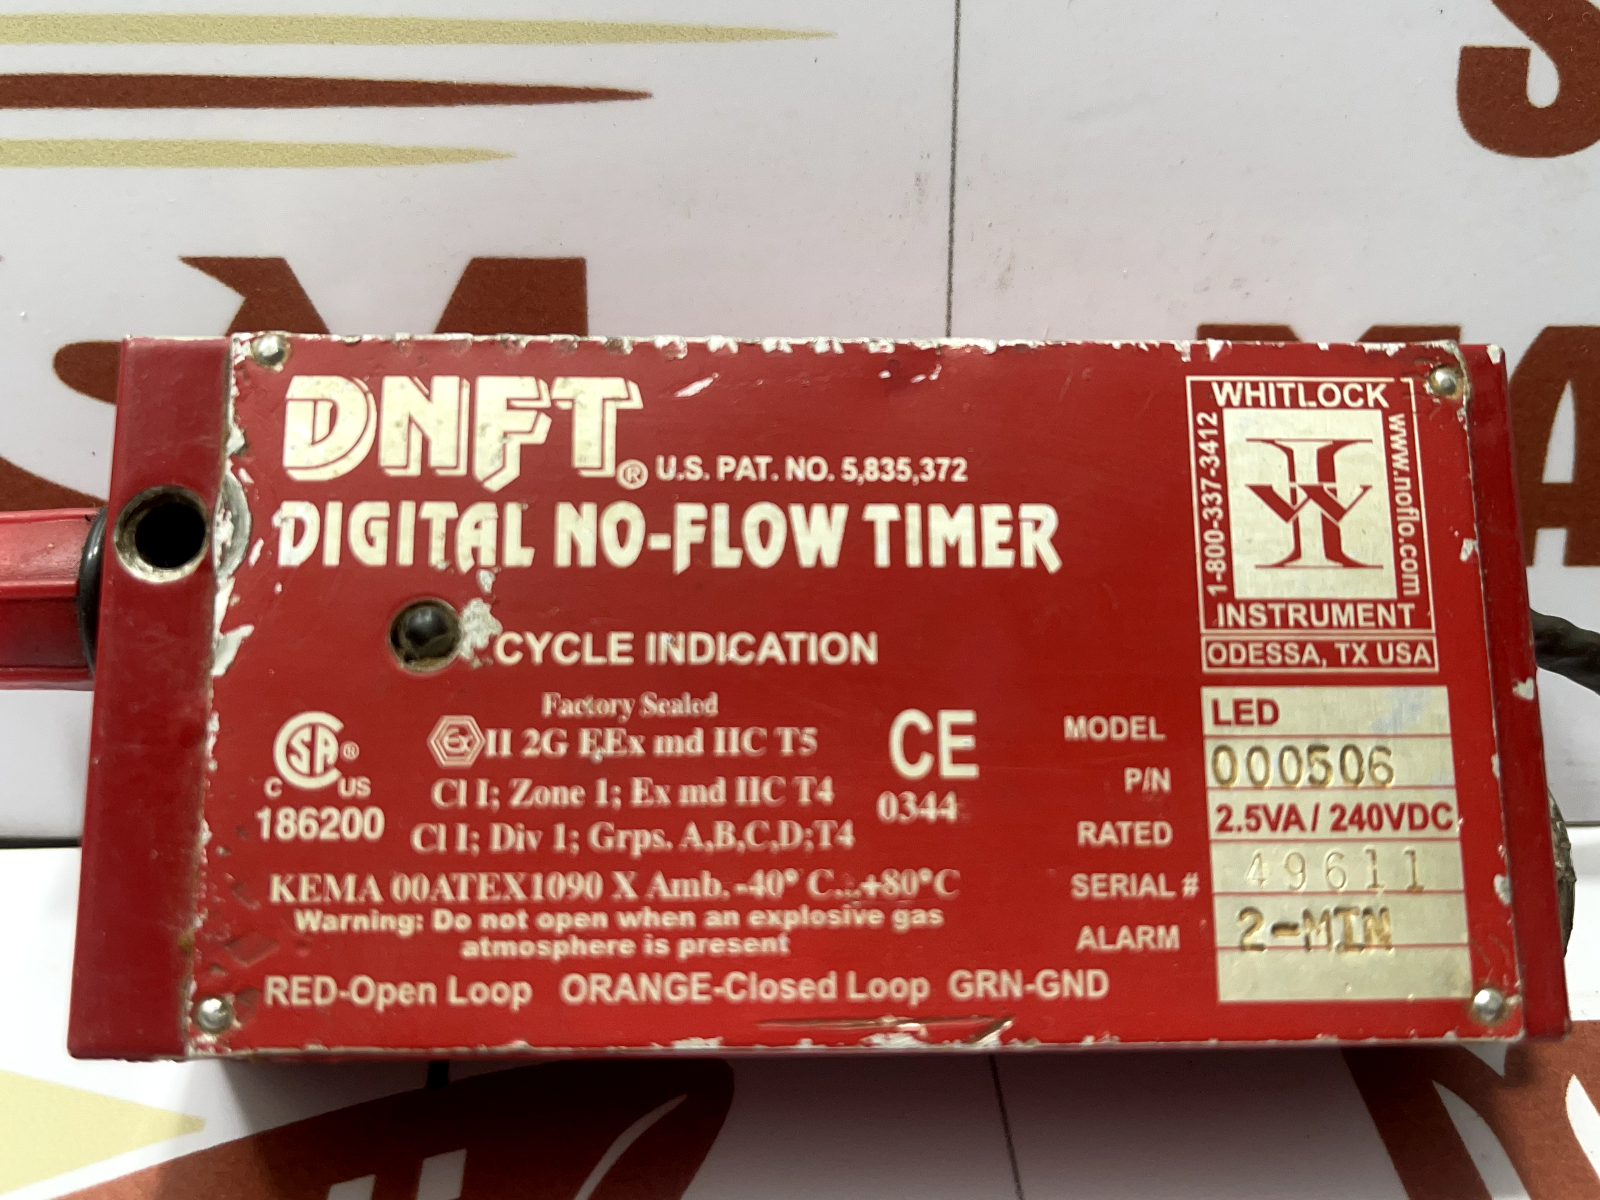 DNFT® U.S. PAT. NO. 5,835,372
DIGITAL NO-FLOW TIMER
CYCLE INDICATION
Factory Sealed
Ex II 2G EEx md IIC T5
Cl I; Zone 1; Ex md IIC T4
Cl I; Div 1; Grps. A,B,C,D;T4
C SA® US
186200
CE
0344
KEMA 00ATEX1090 X Amb. -40° C...+80°C
Warning: Do not open when an explosive gas
atmosphere is present
RED-Open Loop ORANGE-Closed Loop GRN-GND
WHITLOCK
1-800-337-3412
www.noflo.com
INSTRUMENT
ODESSA, TX USA
MODEL LED
P/N 000506
RATED 2.5VA / 240VDC
SERIAL # 49611
ALARM 2-MIN